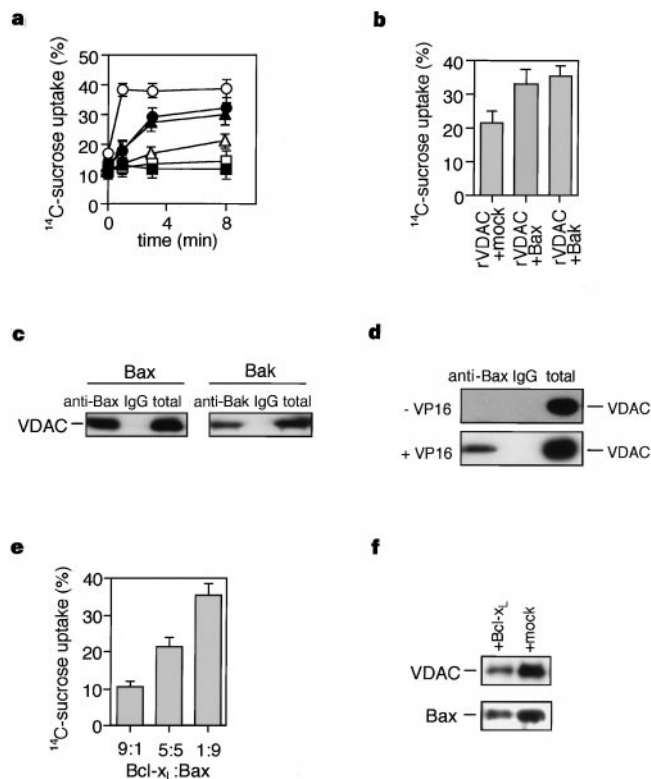 a
¹⁴C-sucrose uptake (%)
50
40
30
20
10
0
0 4 8
time (min)
b
¹⁴C-sucrose uptake (%)
40
30
20
10
0
rVDAC
+mock
rVDAC
+Bax
rVDAC
+Bak
c
Bax Bak
anti-Bax IgG total anti-Bak IgG total
VDAC
d
anti-Bax IgG total
- VP16 VDAC
+ VP16 VDAC
e
¹⁴C-sucrose uptake (%)
40
30
20
10
0
9:1 5:5 1:9
Bcl-xL:Bax
f
+Bcl-xL
+mock
VDAC
Bax